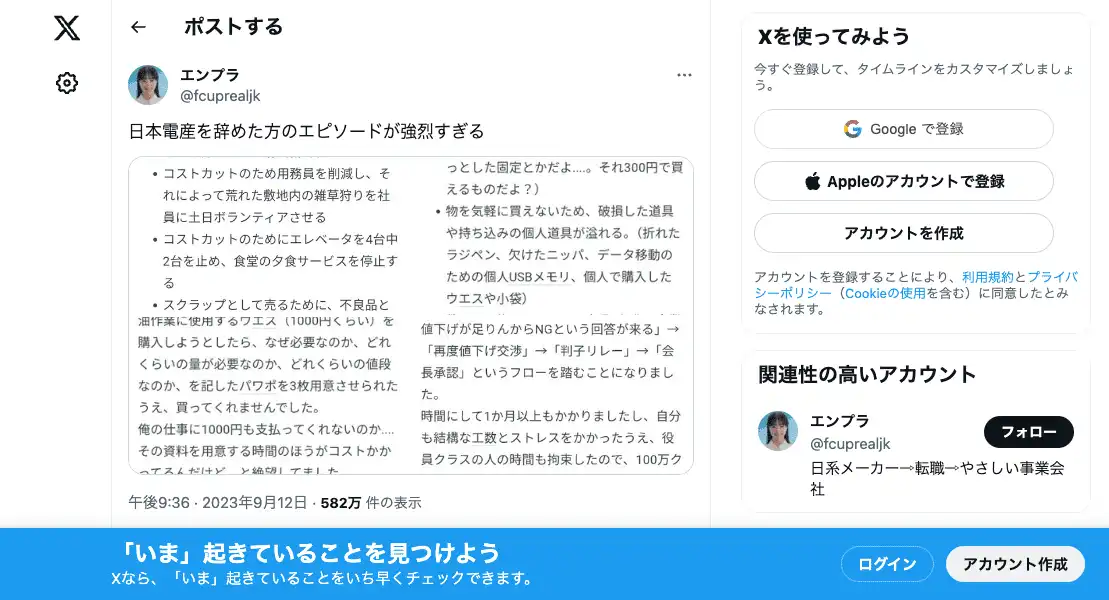 ポストする
エンプラ
@fcuprealjk
日本電産を辞めた方のエピソードが強烈すぎる
• コストカットのため用務員を削減し、そ
れによって荒れた敷地内の雑草狩りを社
員に土日ボランティアさせる
• コストカットのためにエレベータを4台中
2台を止め、食堂の夕食サービスを停止す
る
• スクラップとして売るために、不良品と
っとした固定とかだよ....。それ300円で買
えるものだよ？）
• 物を気軽に買えないため、破損した道具
や持ち込みの個人道具が溢れる。（折れた
ラジペン、欠けたニッパ、データ移動の
ための個人USBメモリ、個人で購入した
ウエスや小袋）
油作業に使用するワエス（1000円くらい）を
購入しようとしたら、なぜ必要なのか、どれ
くらいの量が必要なのか、どれくらいの値段
なのか、を記したパワポを3枚用意させられた
うえ、買ってくれませんでした。
俺の仕事に1000円も支払ってくれないのか....
その資料を用意する時間のほうがコストかか
ってるんだけど…と絶望してました
値下げが足りんからNGという回答が来る」→
「再度値下げ交渉」→「判子リレー」→「会
長承認」というフローを踏むことになりまし
た。
時間にして1か月以上もかかりましたし、自分
も結構な工数とストレスをかかったうえ、役
員クラスの人の時間も拘束したので、100万ク
午後9:36 · 2023年9月12日 · 582万 件の表示
Xを使ってみよう
今すぐ登録して、タイムラインをカスタマイズしましょ
う。
Google で登録
Appleのアカウントで登録
アカウントを作成
アカウントを登録することにより、利用規約とプライバ
シーポリシー（Cookieの使用を含む）に同意したとみ
なされます。
関連性の高いアカウント
エンプラ
@fcuprealjk
フォロー
日系メーカー⇨転職⇨やさしい事業会
社
「いま」起きていることを見つけよう
Xなら、「いま」起きていることをいち早くチェックできます。
ログイン
アカウント作成